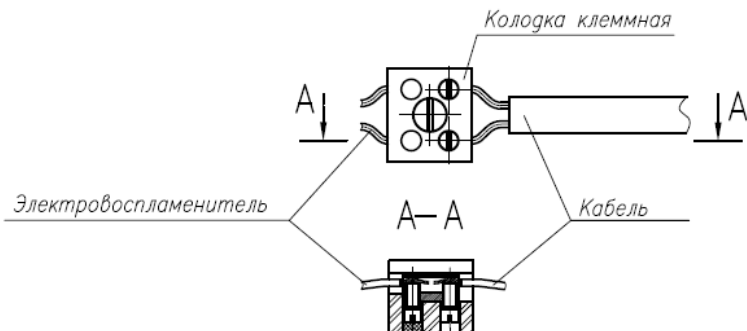 Колодка клеммная
А
А
Электровоспламенитель
А–А
Кабель